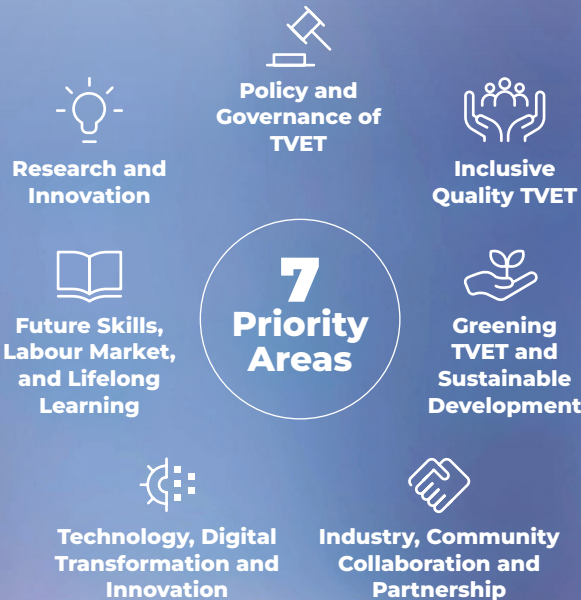 Policy and
Governance of
TVET
Research and
Innovation
Inclusive
Quality TVET
7
Priority
Areas
Future Skills,
Labour Market,
and Lifelong
Learning
Greening
TVET and
Sustainable
Development
Technology, Digital
Transformation and
Innovation
Industry, Community
Collaboration and
Partnership